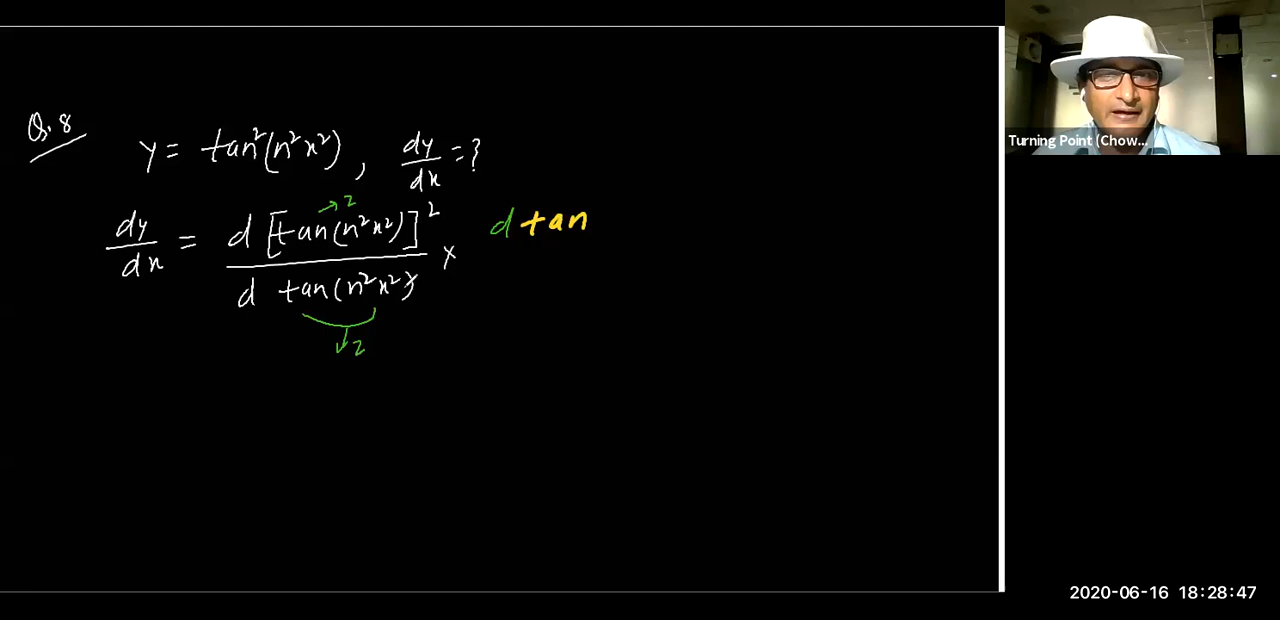 Q.8
y = tan²(n²x²), dy/dx = ?
dy/dx = d [tan(n²x²)]² / d tan(n²x²) × d tan
→ z
↓ z
Turning Point (Chow...
2020-06-16 18:28:47